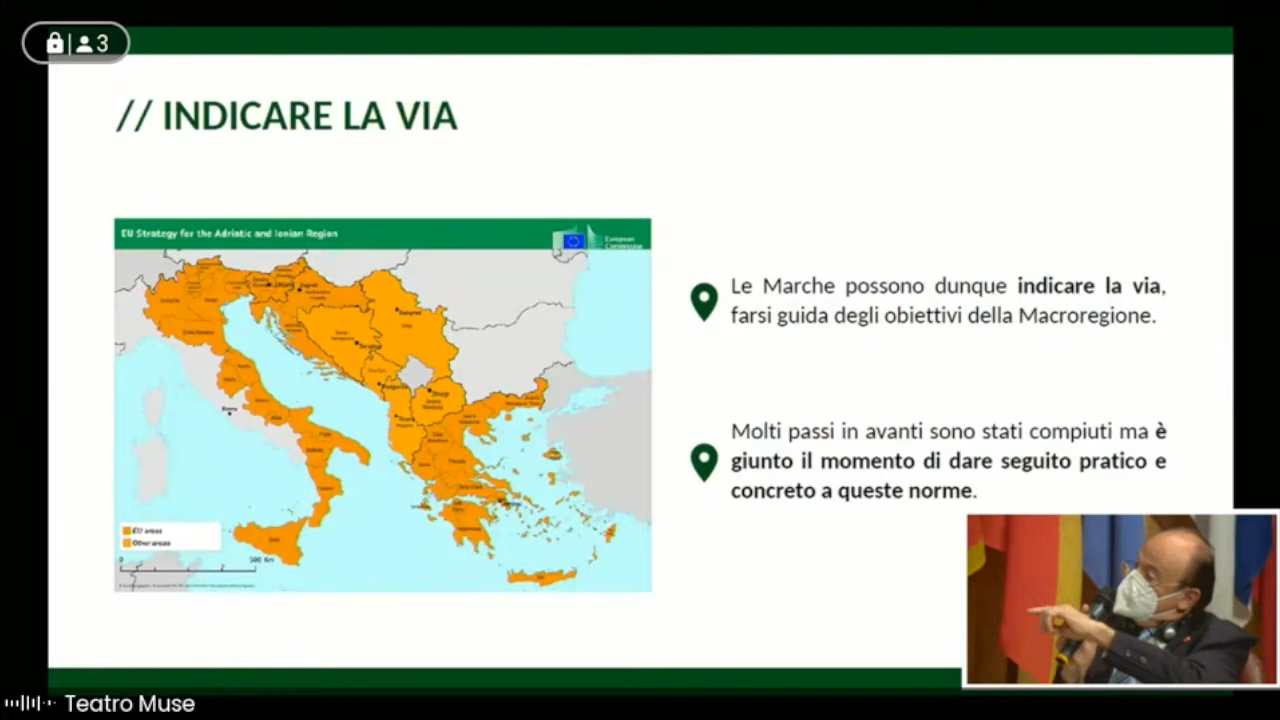 3
// INDICARE LA VIA
EU Strategy for the Adriatic and Ionian Region
European
Commission
Le Marche possono dunque indicare la via,
farsi guida degli obiettivi della Macroregione.
Molti passi in avanti sono stati compiuti ma è
giunto il momento di dare seguito pratico e
concreto a queste norme.
Roma
EU areas
Other areas
0
500 Km
Teatro Muse